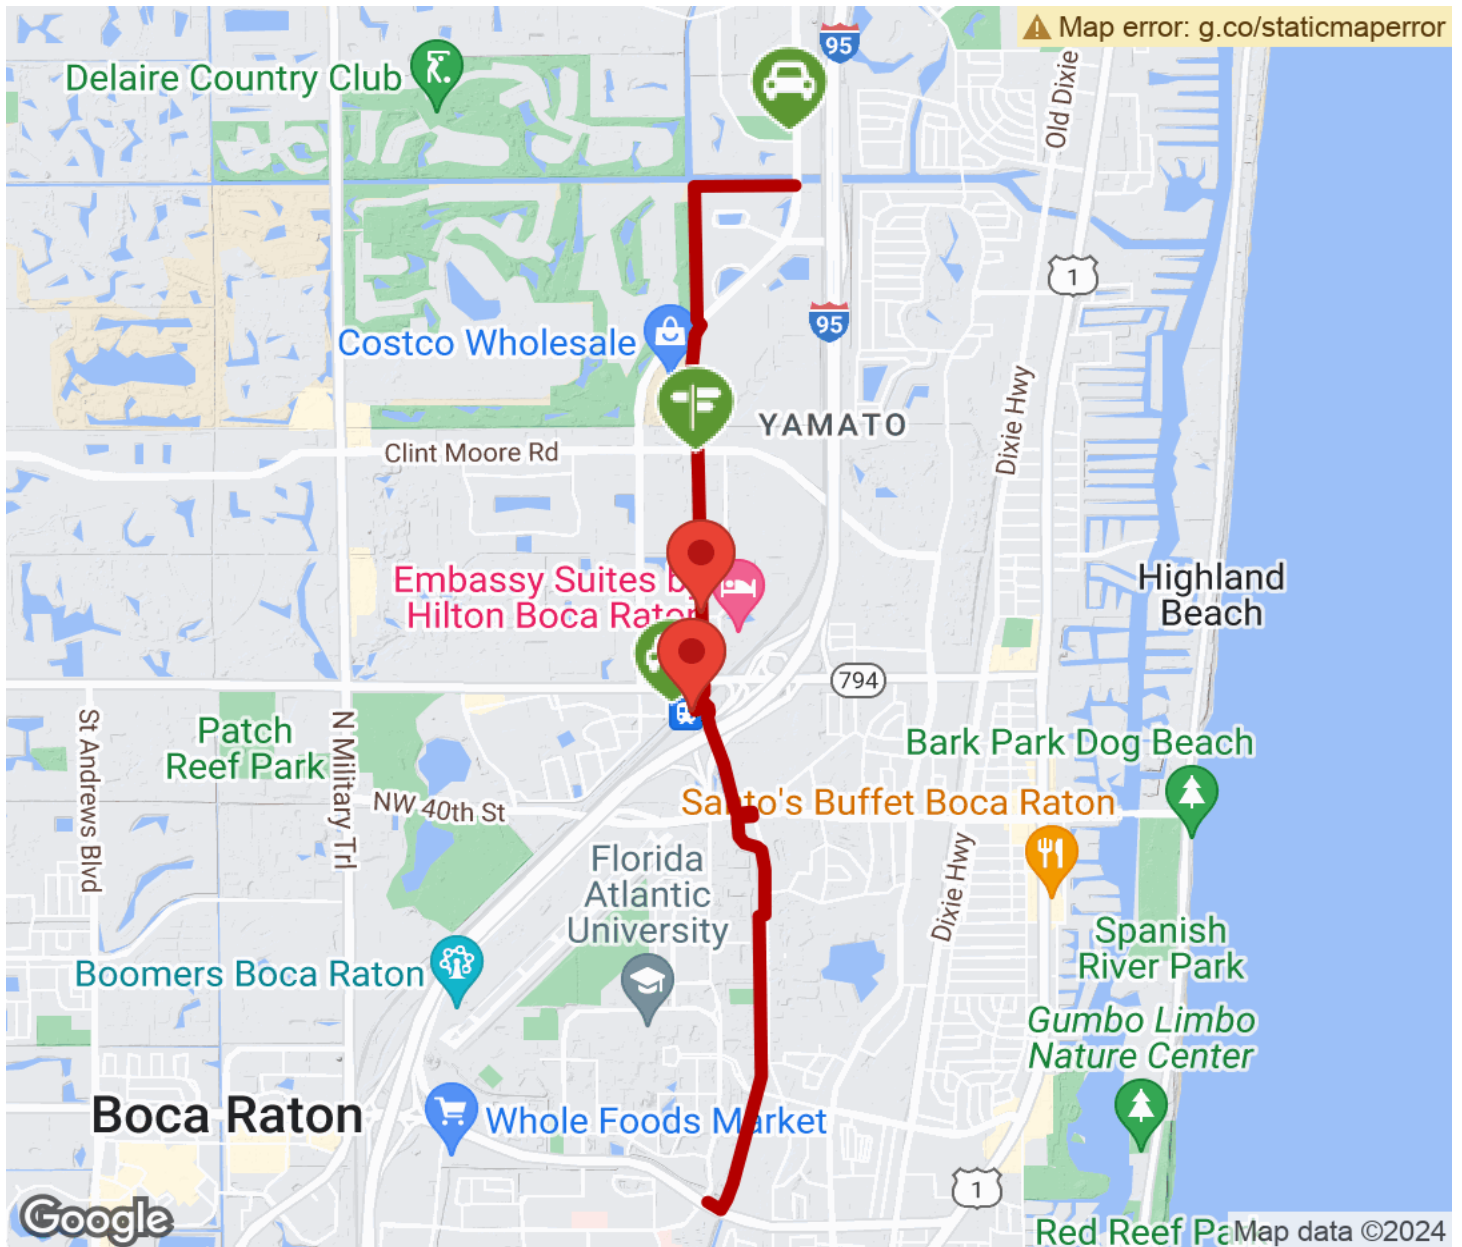 Map error: g.co/staticmaperror
95
Delaire Country Club
Old Dixie
1
95
Costco Wholesale
YAMATO
Dixie Hwy
Clint Moore Rd
Embassy Suites by
Hilton Boca Raton
Highland
Beach
794
St Andrews Blvd
Patch
Reef Park
N Military Trl
Bark Park Dog Beach
NW 40th St
Santo's Buffet Boca Raton
Florida
Atlantic
University
Dixie Hwy
Spanish
River Park
Boomers Boca Raton
Gumbo Limbo
Nature Center
Boca Raton
Whole Foods Market
1
Google
Red Reef Pa
Map data ©2024